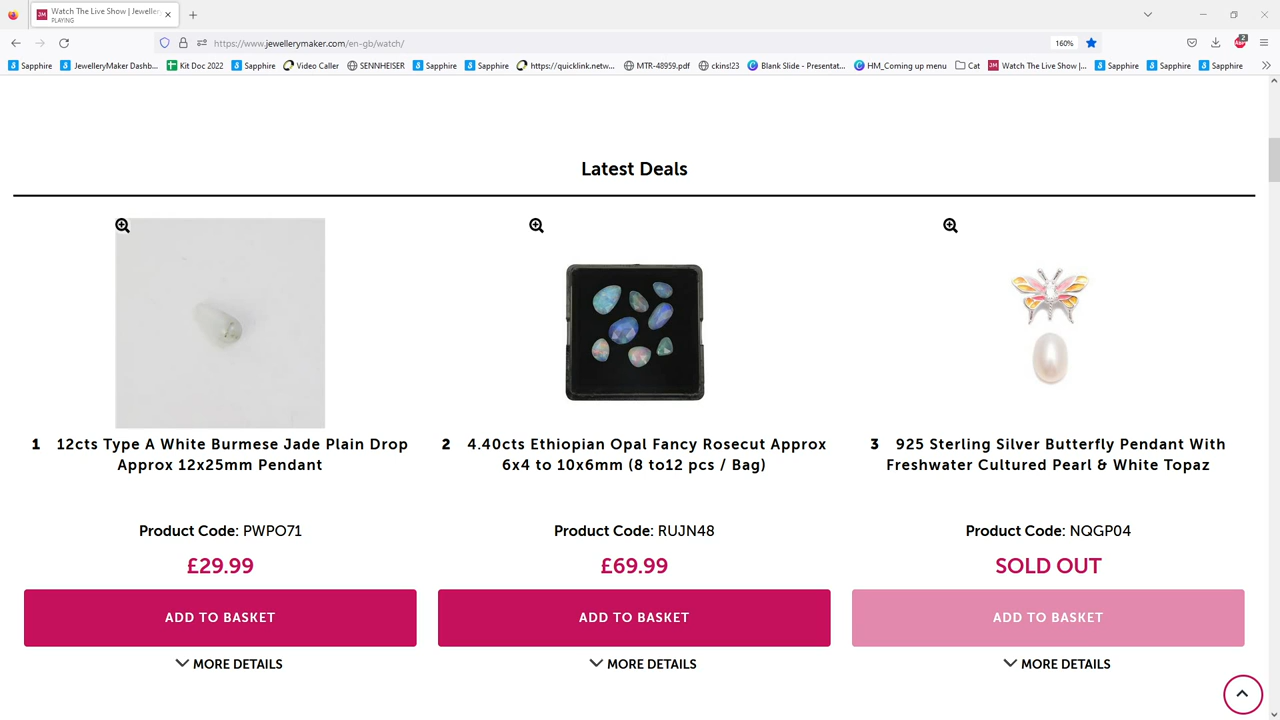 Watch The Live Show | Jeweller
PLAYING
https://www.jewellerymaker.com/en-gb/watch/
160%
2
Sapphire
JewelleryMaker Dashb...
Kit Doc 2022
Sapphire
Video Caller
SENNHEISER
Sapphire
Sapphire
https://quicklink.netw...
MTR-48959.pdf
ckins!23
Blank Slide - Presentat...
HM_Coming up menu
Cat
Watch The Live Show |...
Sapphire
Sapphire
Sapphire
Latest Deals
1 12cts Type A White Burmese Jade Plain Drop
Approx 12x25mm Pendant
Product Code: PWPO71
£29.99
ADD TO BASKET
MORE DETAILS
2 4.40cts Ethiopian Opal Fancy Rosecut Approx
6x4 to 10x6mm (8 to12 pcs / Bag)
Product Code: RUJN48
£69.99
ADD TO BASKET
MORE DETAILS
3 925 Sterling Silver Butterfly Pendant With
Freshwater Cultured Pearl & White Topaz
Product Code: NQGP04
SOLD OUT
ADD TO BASKET
MORE DETAILS